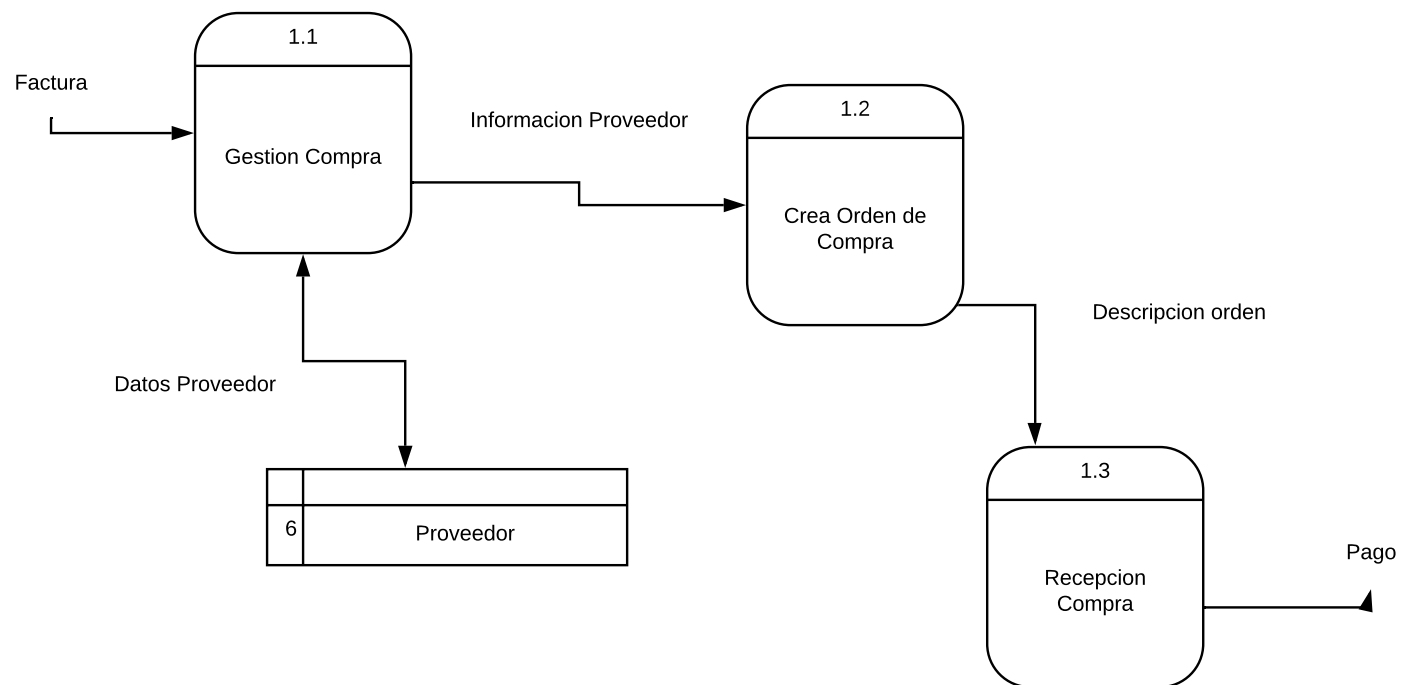 1.1
Factura
Gestion Compra
Informacion Proveedor
1.2
Crea Orden de
Compra
Descripcion orden
Datos Proveedor
6
Proveedor
1.3
Recepcion
Compra
Pago